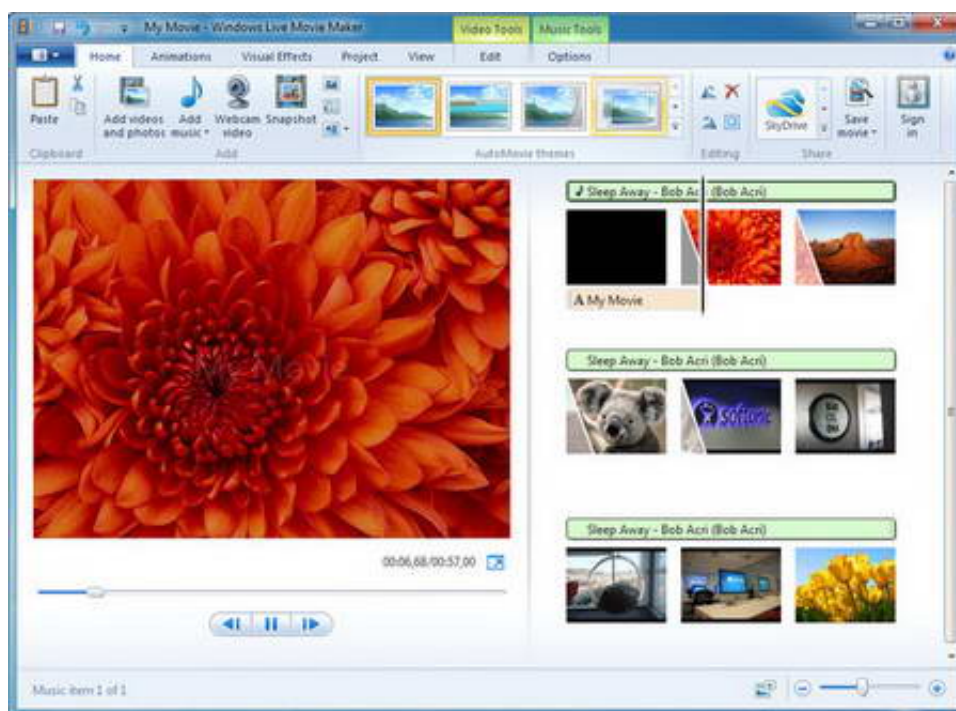 My Movie - Windows Live Movie Maker
Video Tools
Music Tools
Home
Animations
Visual Effects
Project
View
Edit
Options
Paste
Add videos and photos
Add music
Webcam video
Snapshot
SkyDrive
Save movie
Sign in
Clipboard
Add
AutoMovie themes
Editing
Share
Sleep Away - Bob Acri (Bob Acri)
A My Movie
Sleep Away - Bob Acri (Bob Acri)
softonic
Sleep Away - Bob Acri (Bob Acri)
My Movie
00:06,68/00:57,00
Music item 1 of 1